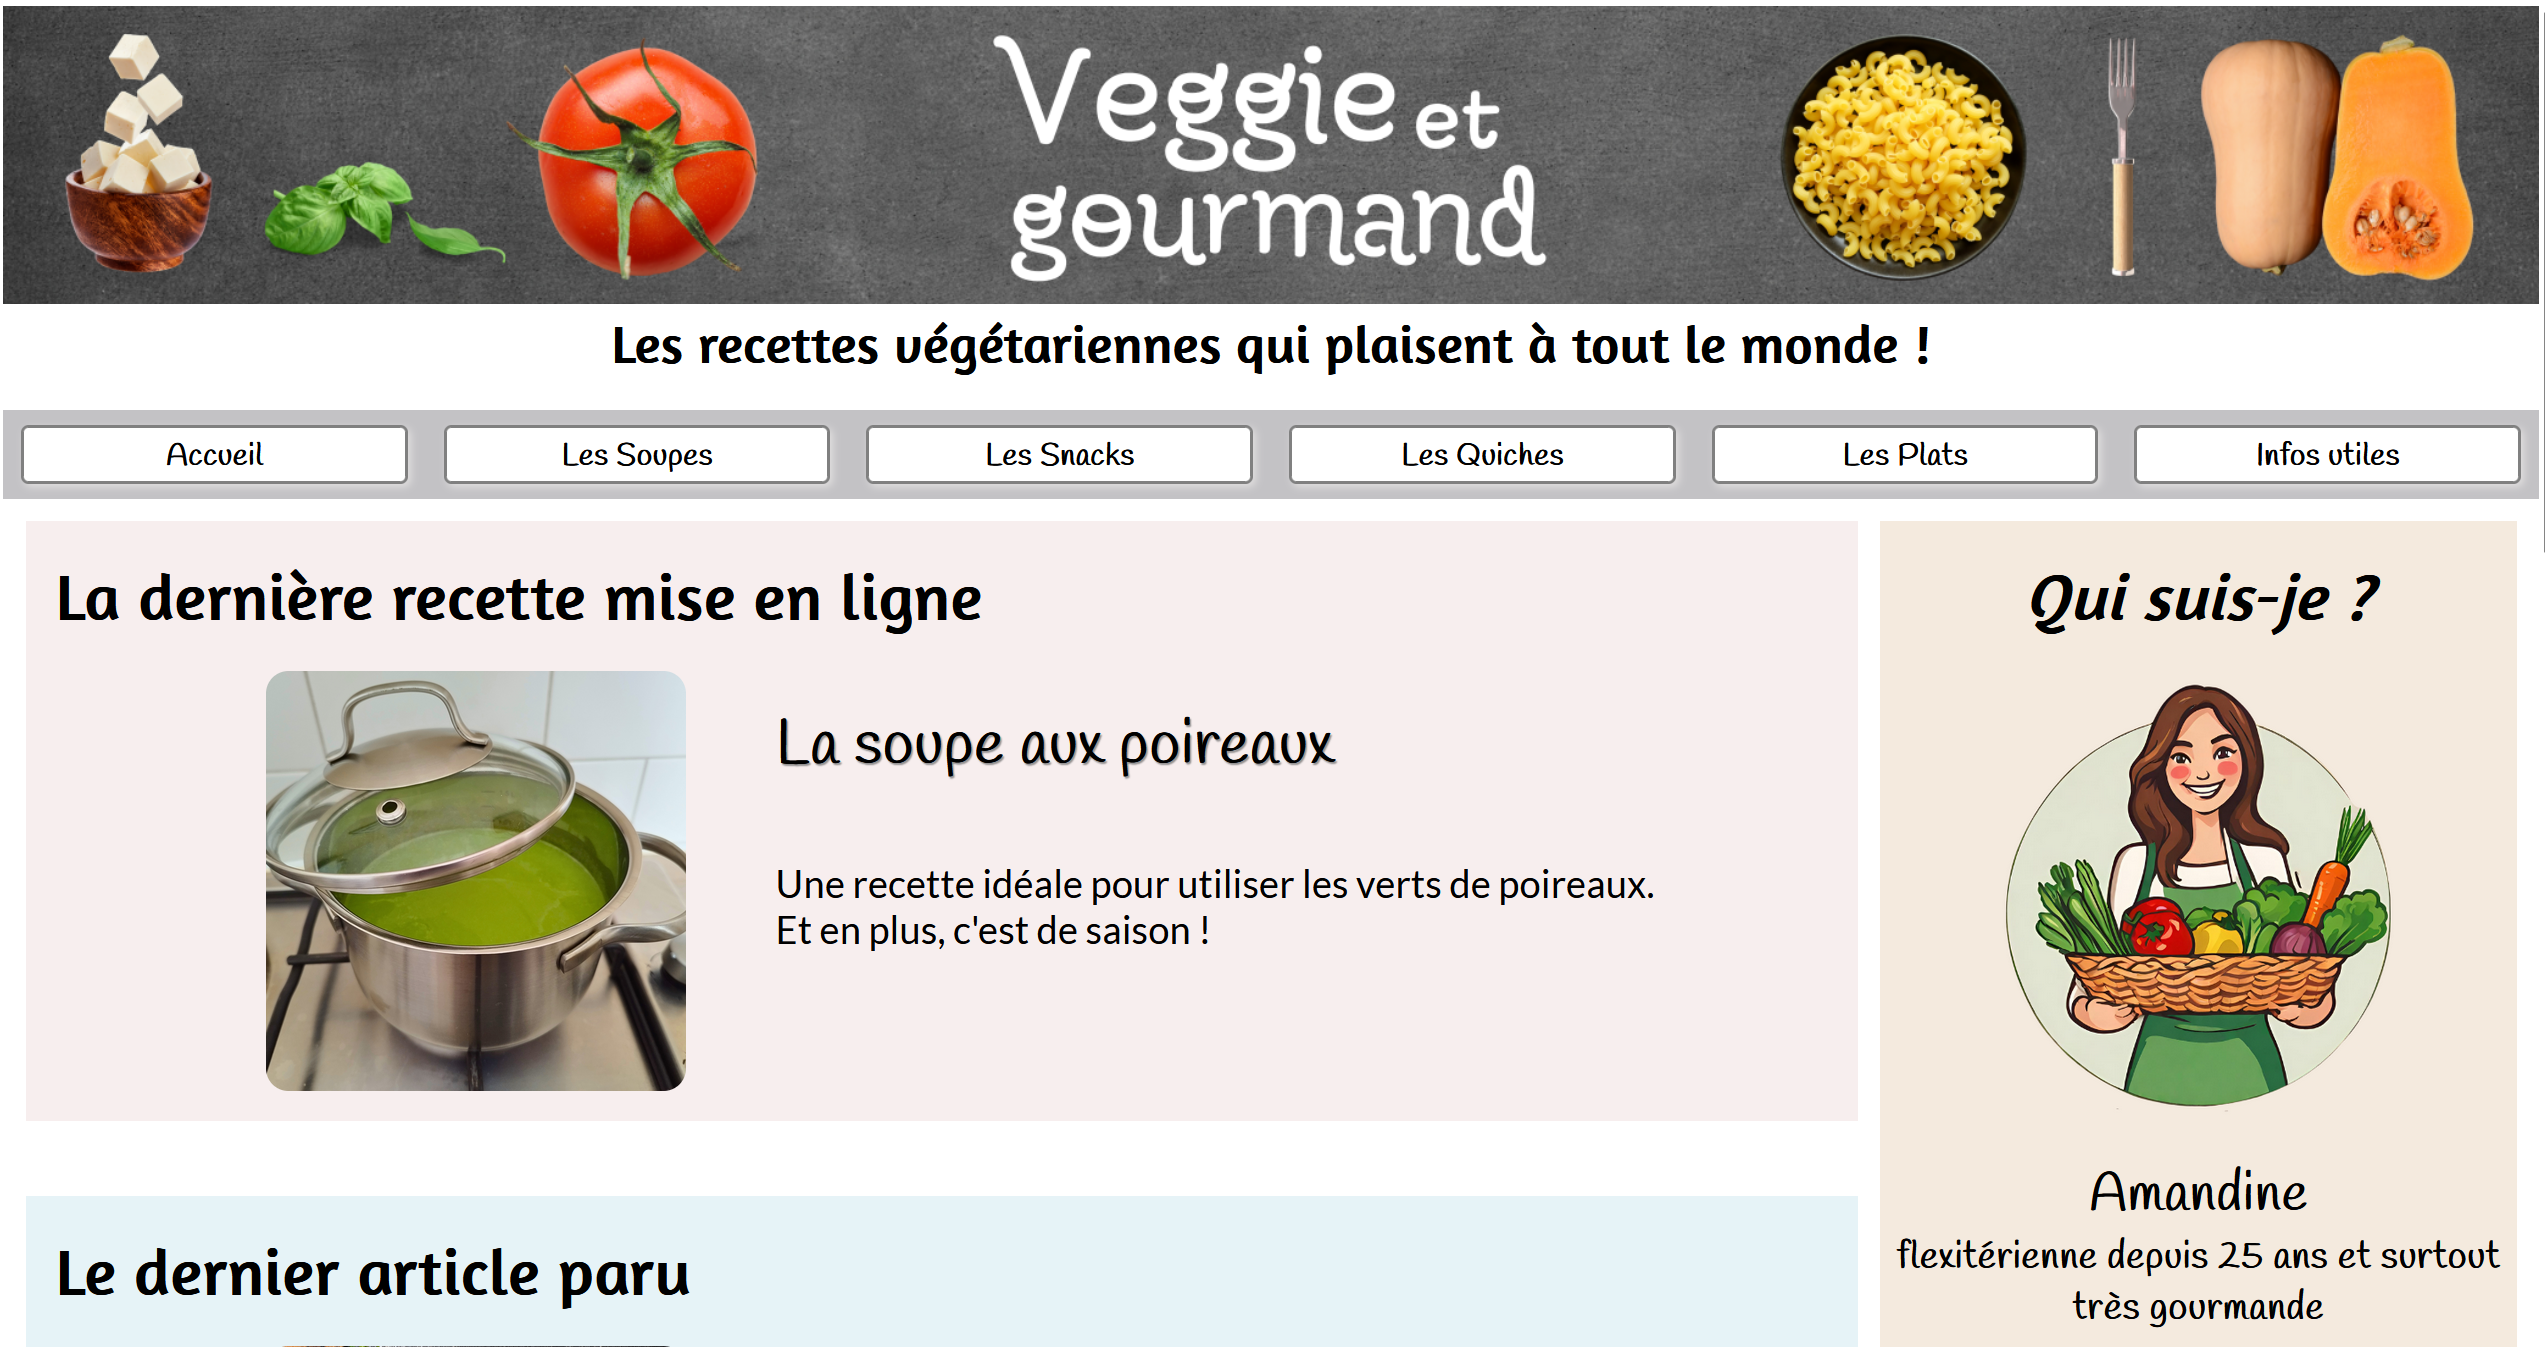 Veggie et
gourmand
Les recettes végétariennes qui plaisent à tout le monde !
Accueil
Les Soupes
Les Snacks
Les Quiches
Les Plats
Infos utiles
La dernière recette mise en ligne
La soupe aux poireaux
Une recette idéale pour utiliser les verts de poireaux.
Et en plus, c'est de saison !
Le dernier article paru
Qui suis-je ?
Amandine
flexitérienne depuis 25 ans et surtout
très gourmande